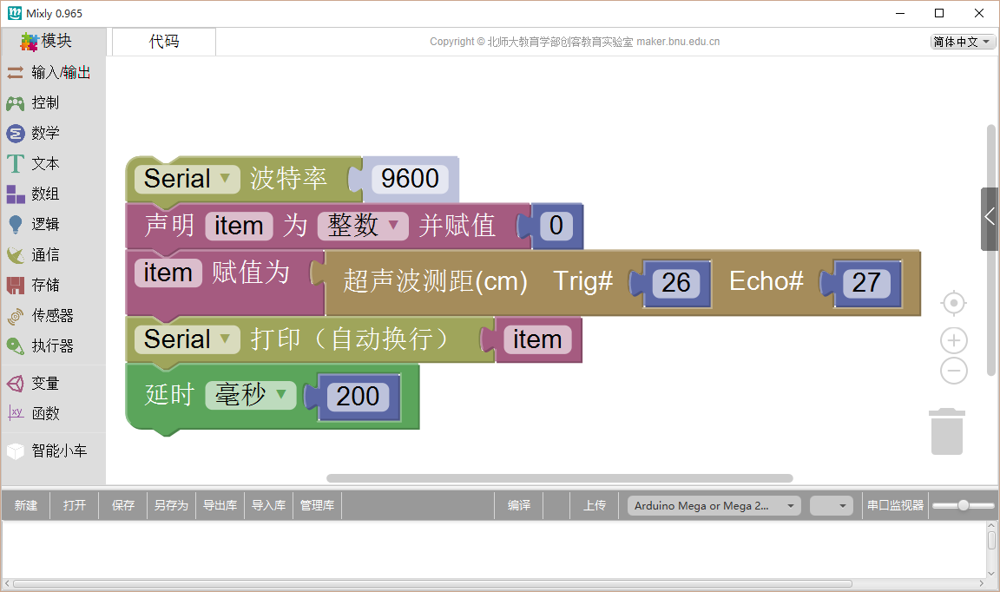 Mixly 0.965
模块
代码
Copyright © 北师大教育学部创客教育实验室 maker.bnu.edu.cn
简体中文
输入/输出
控制
数学
文本
数组
逻辑
通信
存储
传感器
执行器
变量
xy 函数
智能小车
Serial 波特率 9600
声明 item 为 整数 并赋值 0
item 赋值为 超声波测距(cm) Trig# 26 Echo# 27
Serial 打印（自动换行） item
延时 毫秒 200
新建 打开 保存 另存为 导出库 导入库 管理库 编译 上传 Arduino Mega or Mega 2... 串口监视器